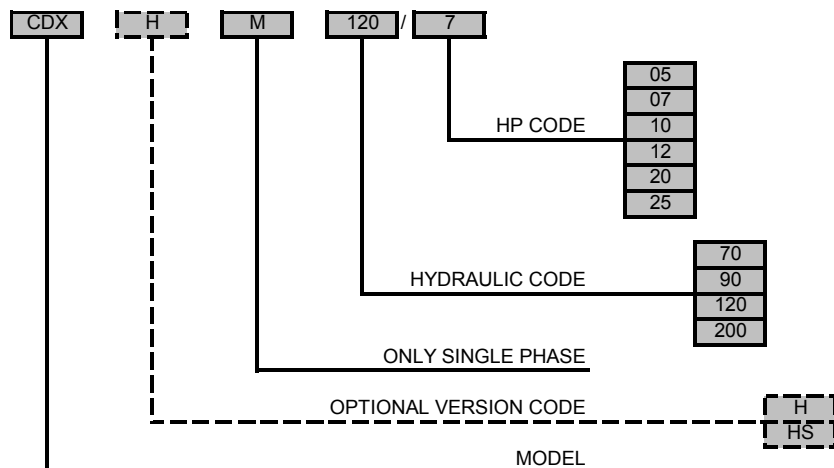 CDX H M 120 / 7
05
07
HP CODE 10
12
20
25
70
HYDRAULIC CODE 90
120
200
ONLY SINGLE PHASE
OPTIONAL VERSION CODE H
HS
MODEL